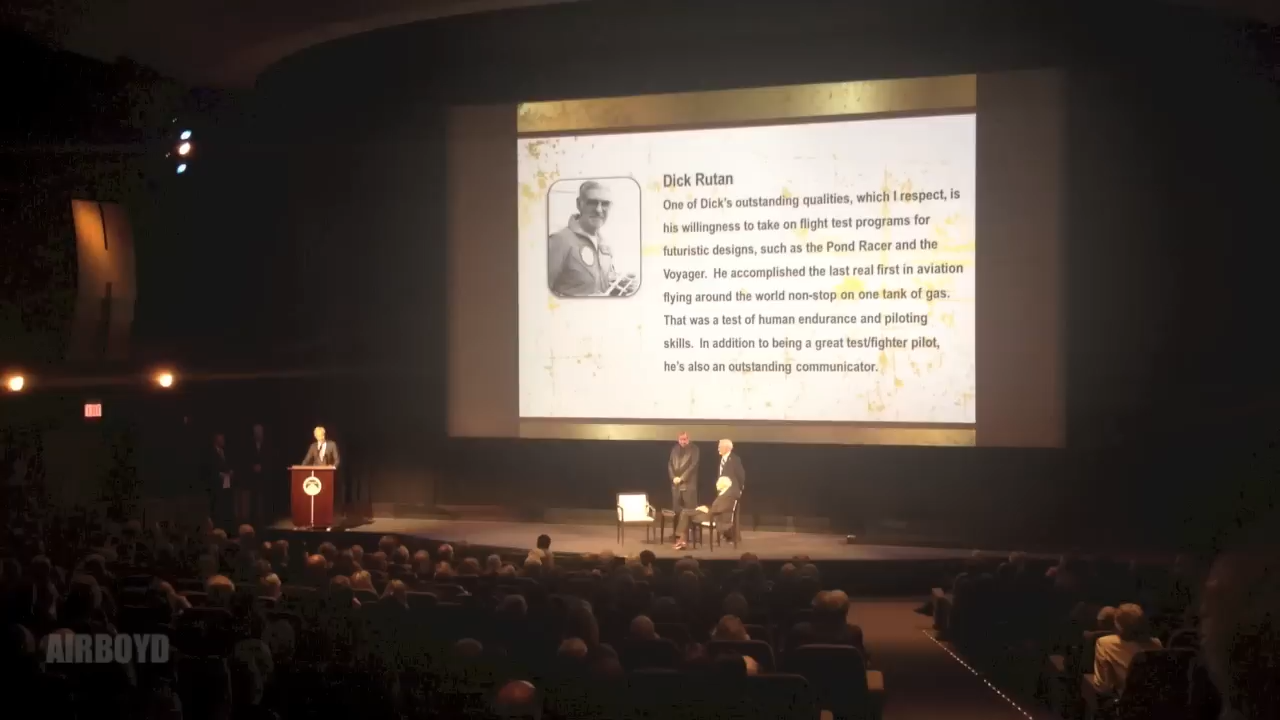 Dick Rutan
One of Dick's outstanding qualities, which I respect, is
his willingness to take on flight test programs for
futuristic designs, such as the Pond Racer and the
Voyager. He accomplished the last real first in aviation
flying around the world non-stop on one tank of gas.
That was a test of human endurance and piloting
skills. In addition to being a great test/fighter pilot,
he's also an outstanding communicator.
EXIT
AIRBOYD